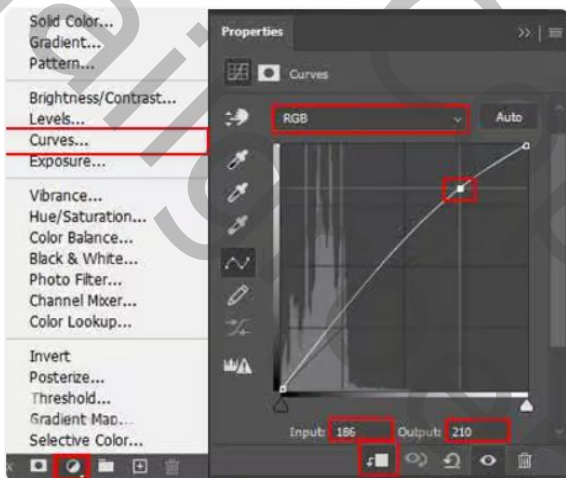 Solid Color...
Gradient...
Pattern...
Brightness/Contrast...
Levels...
Curves...
Exposure...
Vibrance...
Hue/Saturation...
Color Balance...
Black & White...
Photo Filter...
Channel Mixer...
Color Lookup...
Invert
Posterize...
Threshold...
Gradient Map...
Selective Color...
Properties
Curves
RGB
Auto
Input: 186 Output: 210